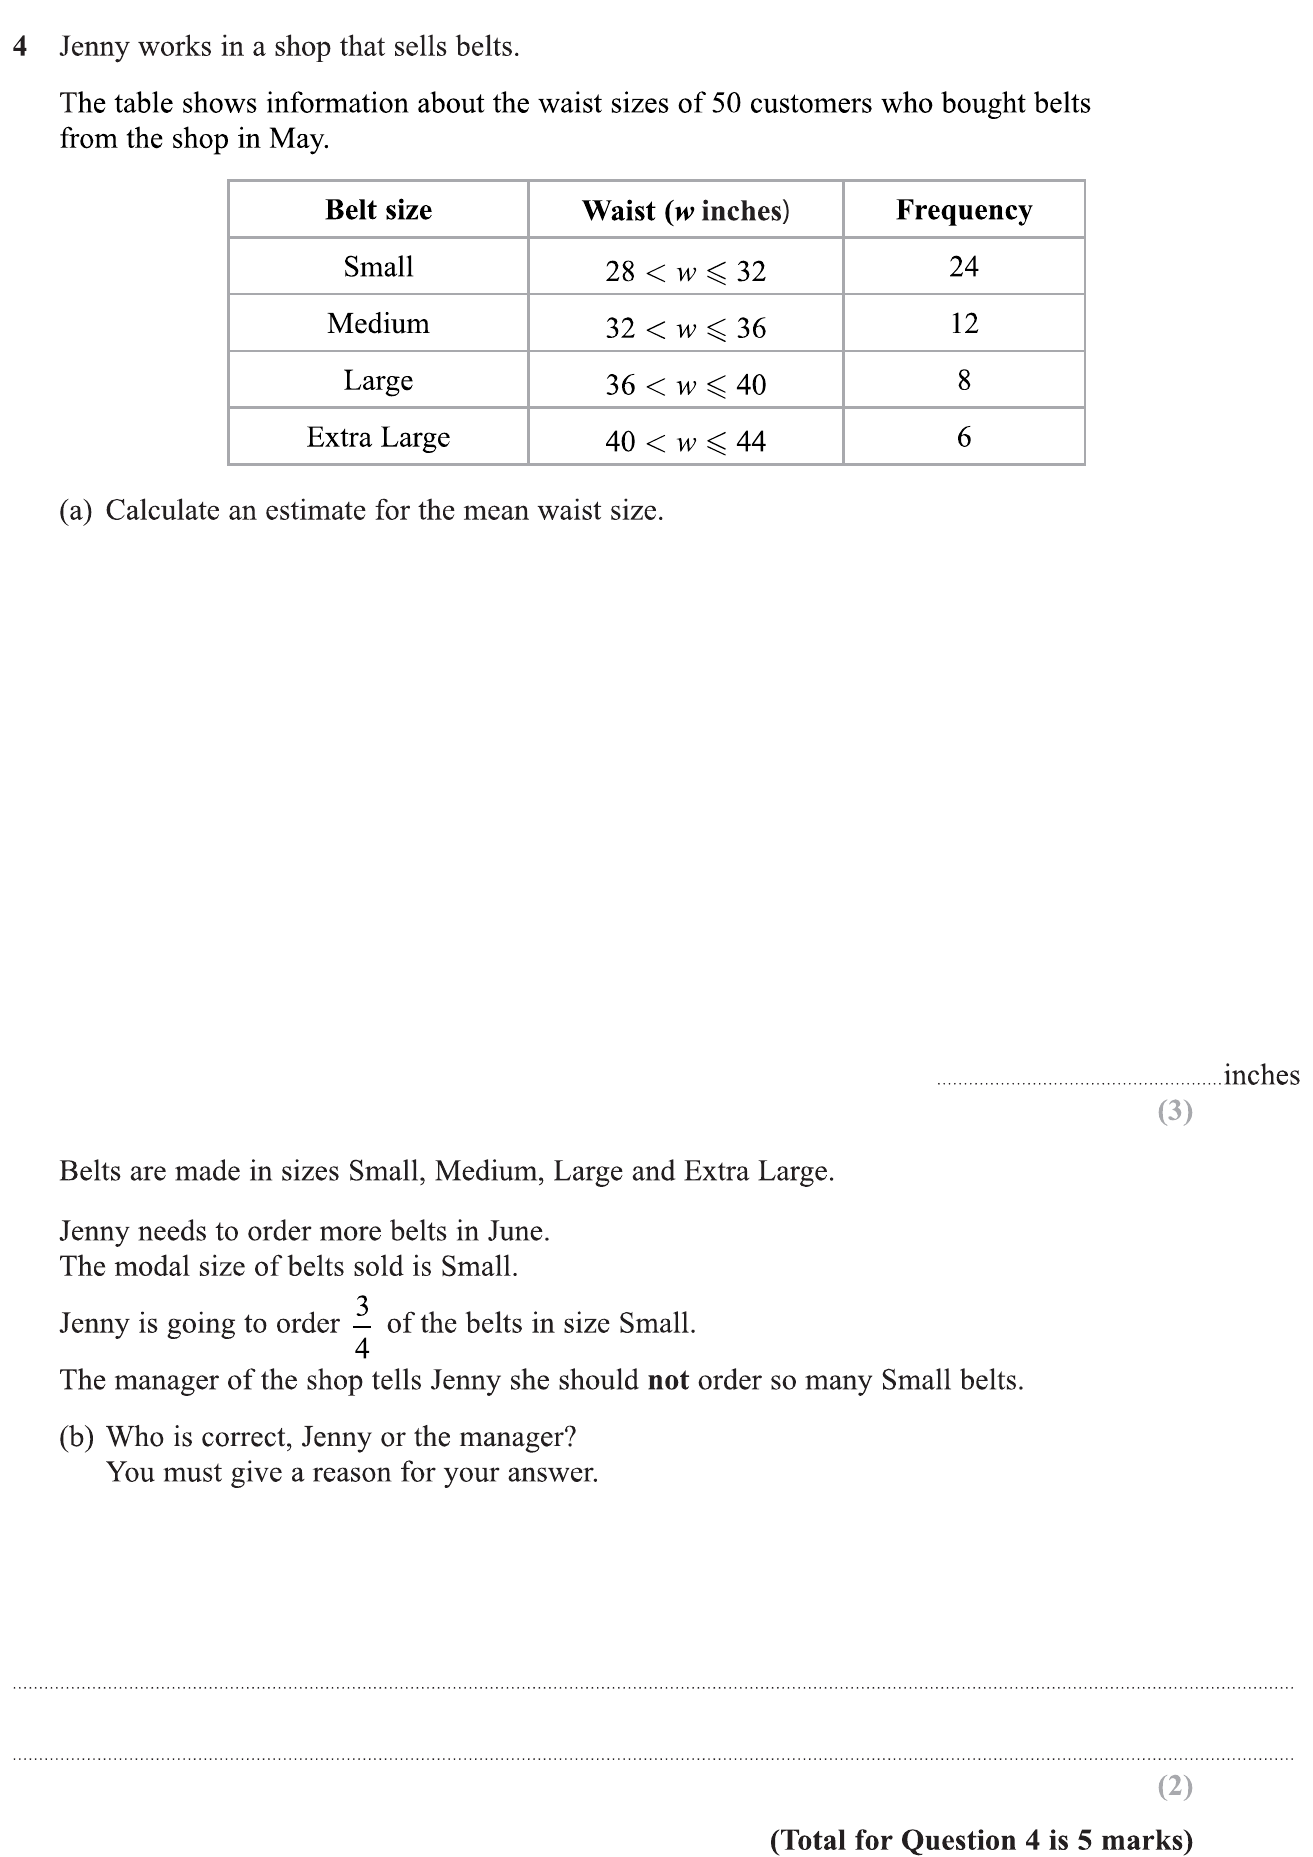 4 Jenny works in a shop that sells belts.
The table shows information about the waist sizes of 50 customers who bought belts
from the shop in May.
Belt size Waist (w inches) Frequency
Small 28 < w ⩽ 32 24
Medium 32 < w ⩽ 36 12
Large 36 < w ⩽ 40 8
Extra Large 40 < w ⩽ 44 6
(a) Calculate an estimate for the mean waist size.
inches
(3)
Belts are made in sizes Small, Medium, Large and Extra Large.
Jenny needs to order more belts in June.
The modal size of belts sold is Small.
Jenny is going to order 3/4 of the belts in size Small.
The manager of the shop tells Jenny she should not order so many Small belts.
(b) Who is correct, Jenny or the manager?
You must give a reason for your answer.
(2)
(Total for Question 4 is 5 marks)